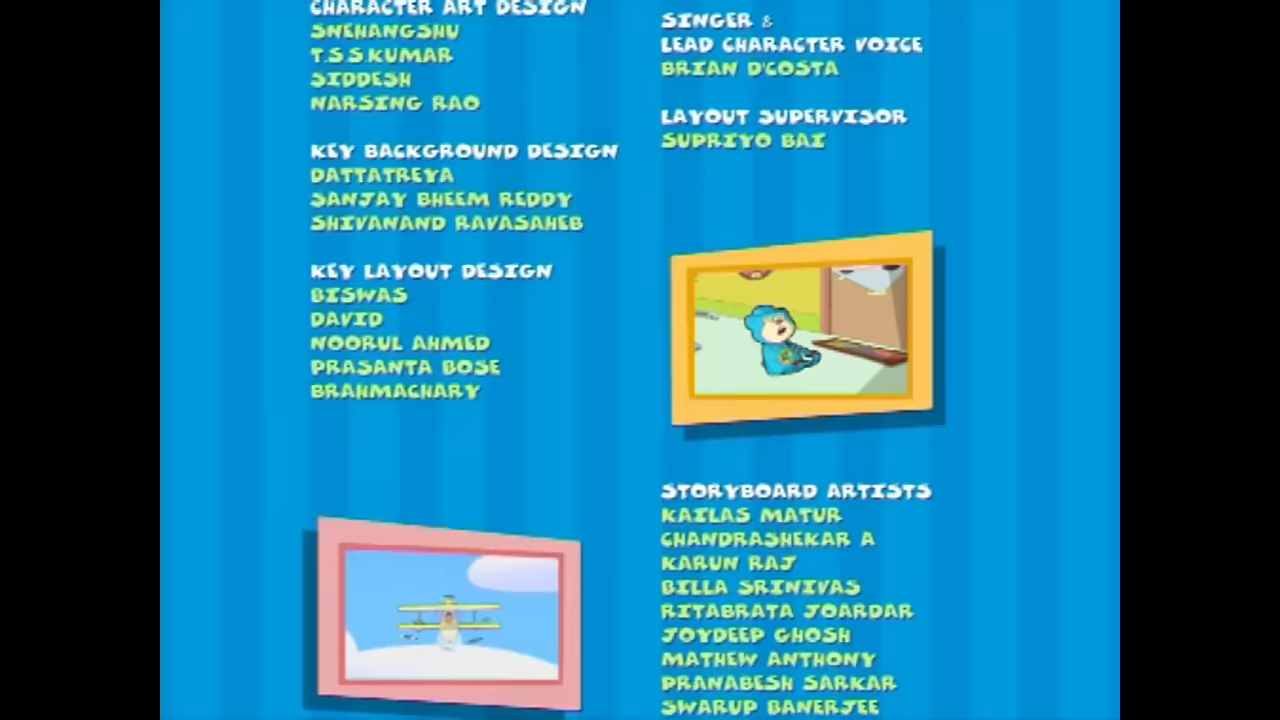 CHARACTER ART DESIGN
SNEHANGSHU
T.S.S.KUMAR
SIDDESH
NARSING RAO
KEY BACKGROUND DESIGN
DATTATREYA
SANJAY BHEEM REDDY
SHIVANAND RAVASAHEB
KEY LAYOUT DESIGN
BISWAS
DAVID
NOORUL AHMED
PRASANTA BOSE
BRAHMACHARY
SINGER &
LEAD CHARACTER VOICE
BRIAN D'COSTA
LAYOUT SUPERVISOR
SUPRIYO BAI
STORYBOARD ARTISTS
KAILAS MATUR
CHANDRASHEKAR A
KARUN RAJ
BILLA SRINIVAS
RITABRATA JOARDAR
JOYDEEP GHOSH
MATHEW ANTHONY
PRANABESH SARKAR
SWARUP BANERJEE